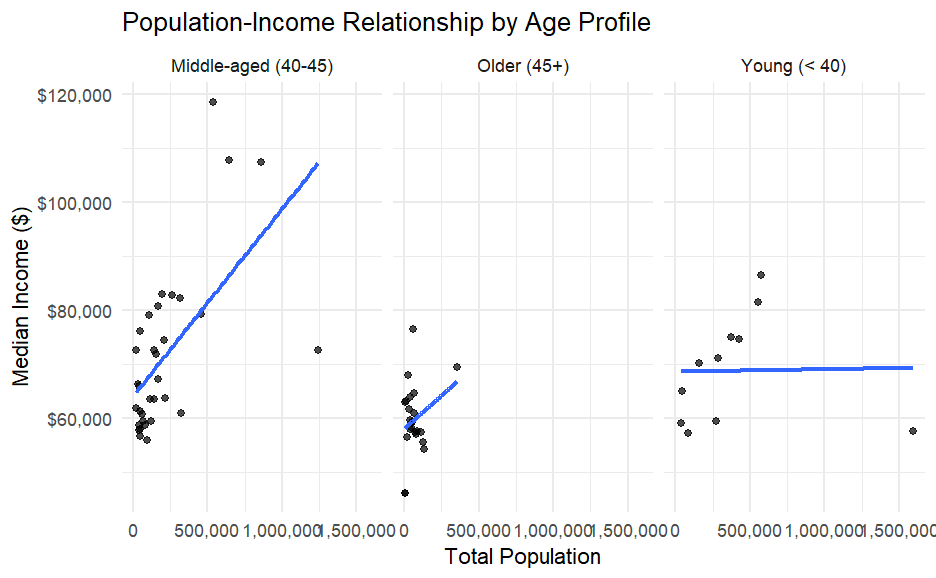 Population-Income Relationship by Age Profile
Middle-aged (40-45) Older (45+) Young (< 40)
$120,000
$100,000
$80,000
$60,000
0 500,000 1,000,000 1,500,000 0 500,000 1,000,000 1,500,000 0 500,000 1,000,000 1,500,000
Total Population
Median Income ($)